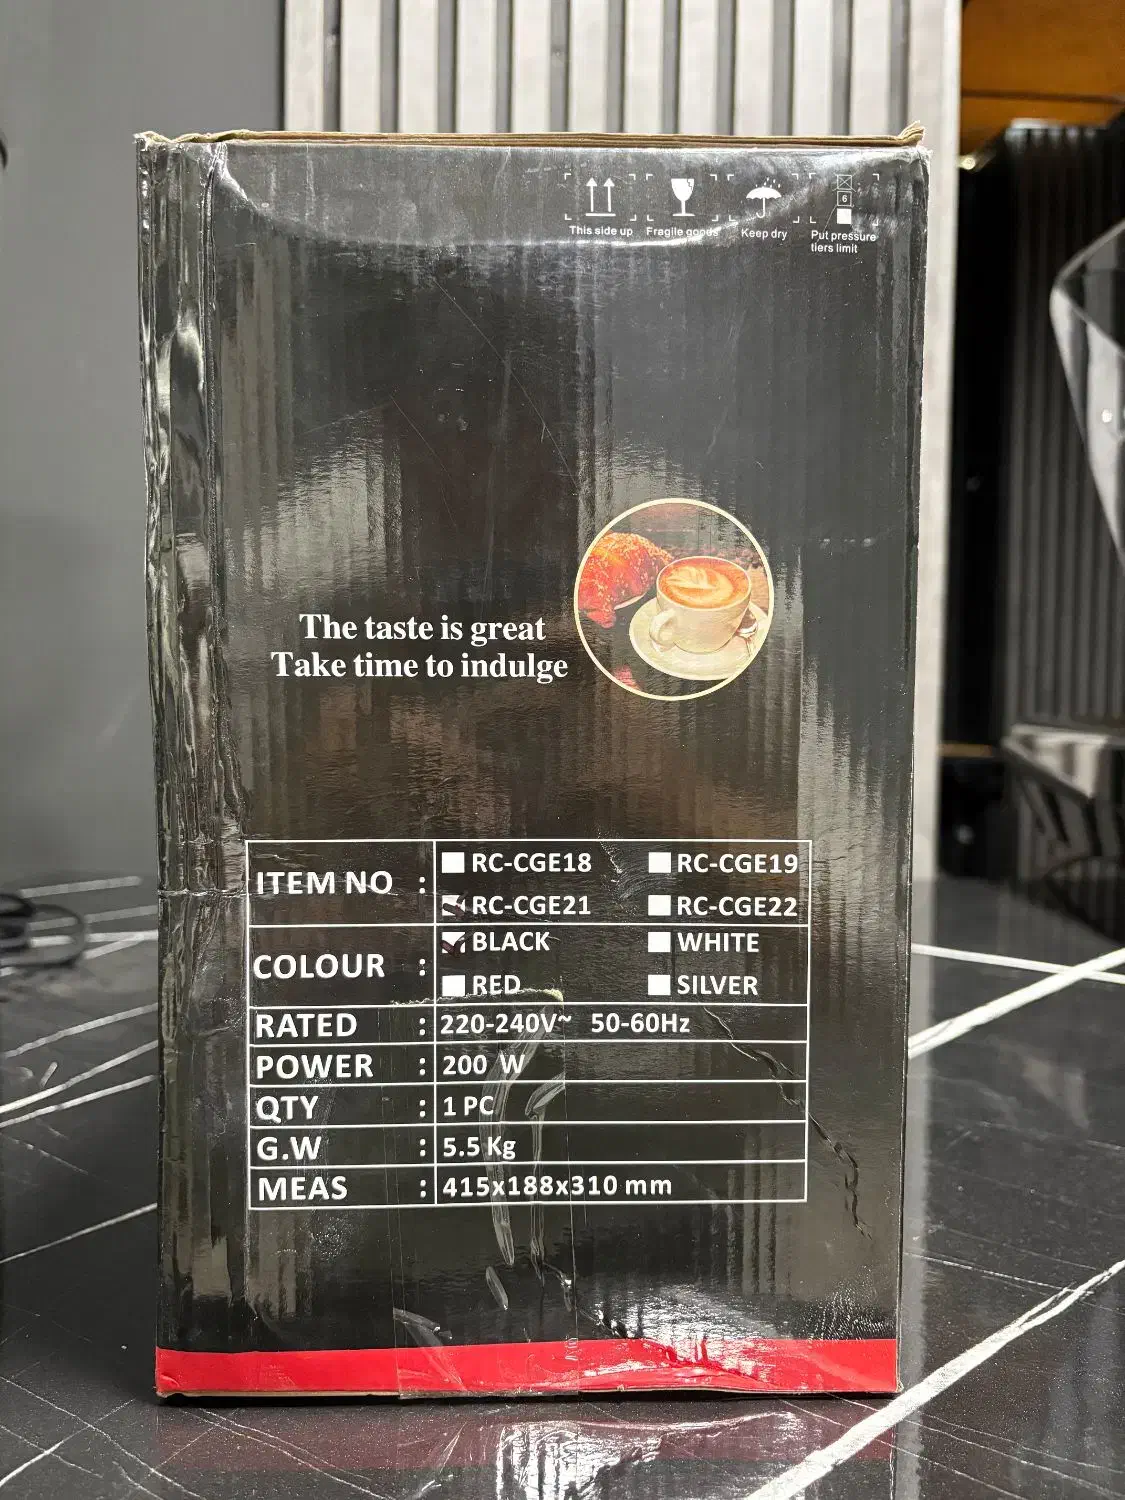 This side up Fragile goods Keep dry Put pressure tiers limit
6
The taste is great
Take time to indulge
ITEM NO : RC-CGE18 RC-CGE19
RC-CGE21 RC-CGE22
COLOUR : BLACK WHITE
RED SILVER
RATED : 220-240V~ 50-60Hz
POWER : 200 W
QTY : 1 PC
G.W : 5.5 Kg
MEAS : 415x188x310 mm